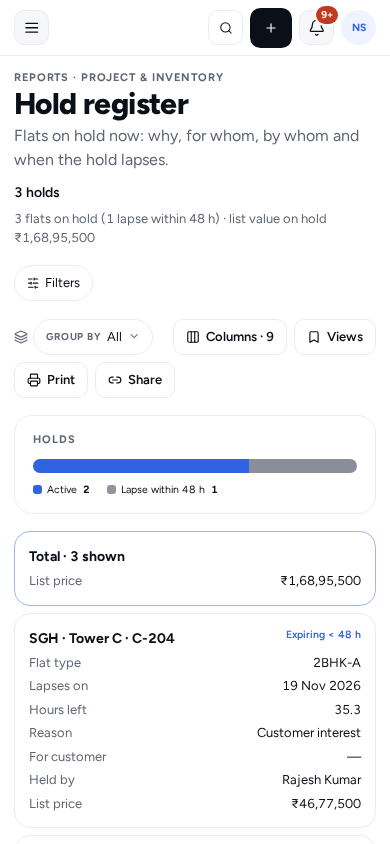 9+
NS
REPORTS · PROJECT & INVENTORY
Hold register
Flats on hold now: why, for whom, by whom and
when the hold lapses.
3 holds
3 flats on hold (1 lapse within 48 h) · list value on hold
₹1,68,95,500
Filters
GROUP BY All
Columns · 9
Views
Print
Share
HOLDS
Active 2
Lapse within 48 h 1
Total · 3 shown
List price ₹1,68,95,500
SGH · Tower C · C-204 Expiring < 48 h
Flat type 2BHK-A
Lapses on 19 Nov 2026
Hours left 35.3
Reason Customer interest
For customer —
Held by Rajesh Kumar
List price ₹46,77,500